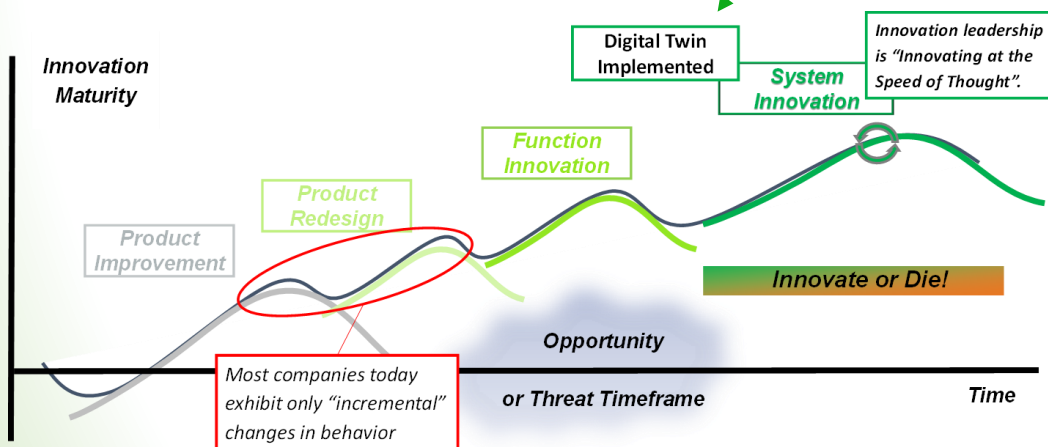 Innovation
Maturity
Digital Twin
Implemented
System
Innovation
Innovation leadership
is “Innovating at the
Speed of Thought”.
Function
Innovation
Product
Redesign
Product
Improvement
Innovate or Die!
Opportunity
or Threat Timeframe
Time
Most companies today
exhibit only “incremental”
changes in behavior